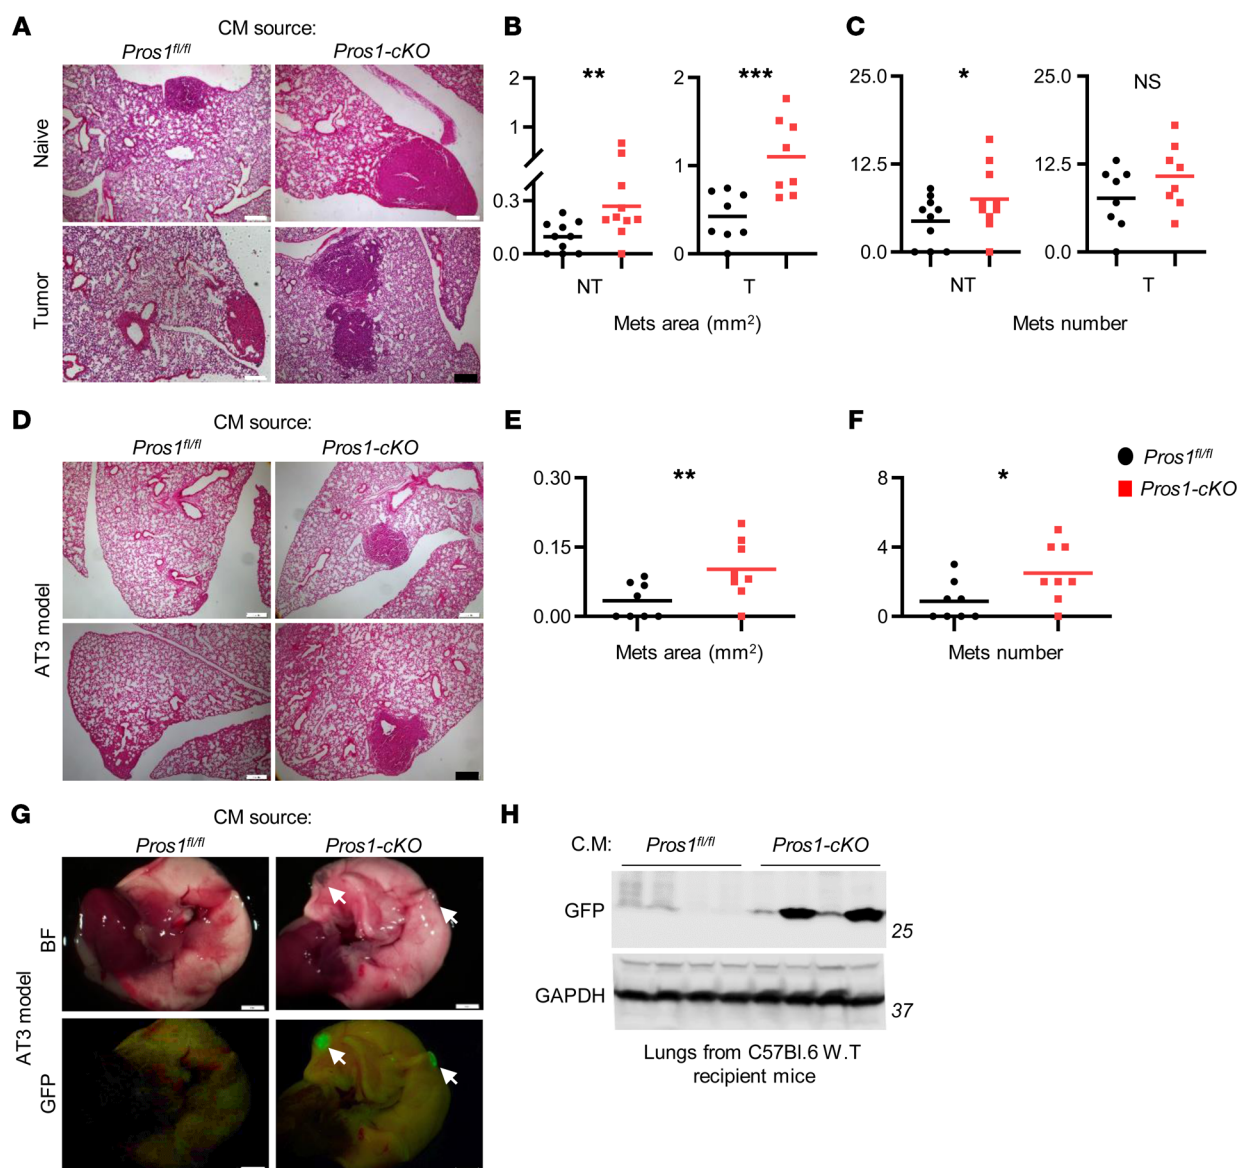 A
CM source:
Pros1fl/fl
Pros1-cKO
Naive
Tumor
B
2
1
0.3
0.0
**
NT
2
1
0
***
T
Mets area (mm2)
C
25.0
12.5
0.0
*
NT
25.0
12.5
0.0
NS
T
Mets number
D
CM source:
Pros1fl/fl
Pros1-cKO
AT3 model
E
0.30
0.15
0.00
**
Mets area (mm2)
F
8
4
0
*
Mets number
Pros1fl/fl
Pros1-cKO
G
CM source:
Pros1fl/fl
Pros1-cKO
AT3 model
BF
GFP
H
C.M:
Pros1fl/fl
Pros1-cKO
GFP
25
GAPDH
37
Lungs from C57Bl.6 W.T
recipient mice